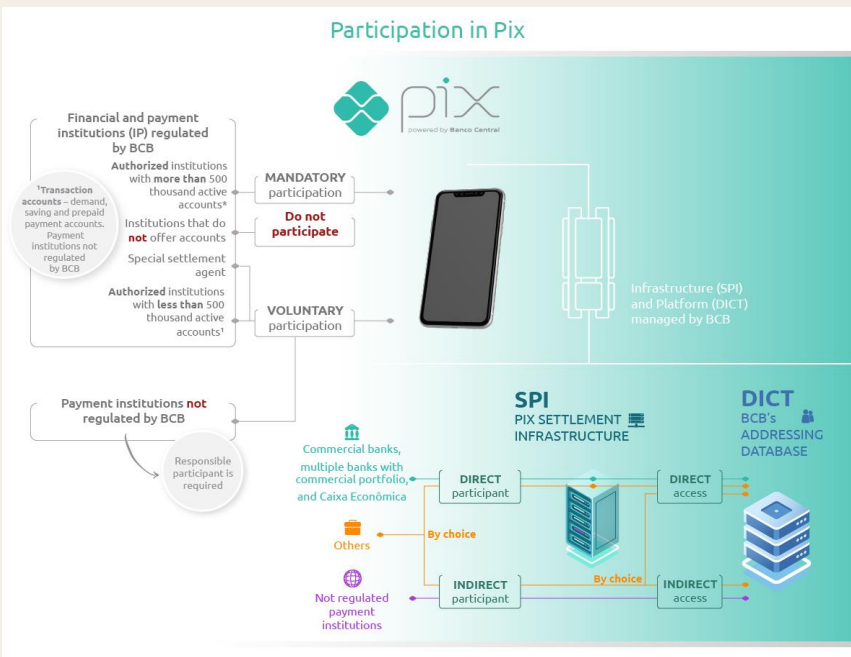 Participation in Pix
pix
powered by Banco Central
Financial and payment
institutions (IP) regulated
by BCB
Authorized institutions
with more than 500
thousand active
accounts*
Institutions that do
not offer accounts
Special settlement
agent
Authorized institutions
with less than 500
thousand active
accounts¹
¹Transaction
accounts – demand,
saving and prepaid
payment accounts.
Payment
institutions not
regulated
by BCB
MANDATORY
participation
Do not
participate
VOLUNTARY
participation
Infrastructure (SPI)
and Platform (DICT)
managed by BCB
Payment institutions not
regulated by BCB
Responsible
participant is
required
SPI
PIX SETTLEMENT
INFRASTRUCTURE
DICT
BCB's
ADDRESSING
DATABASE
Commercial banks,
multiple banks with
commercial portfolio,
and Caixa Econômica
DIRECT
participant
DIRECT
access
Others
By choice
By choice
Not regulated
payment
institutions
INDIRECT
participant
INDIRECT
access